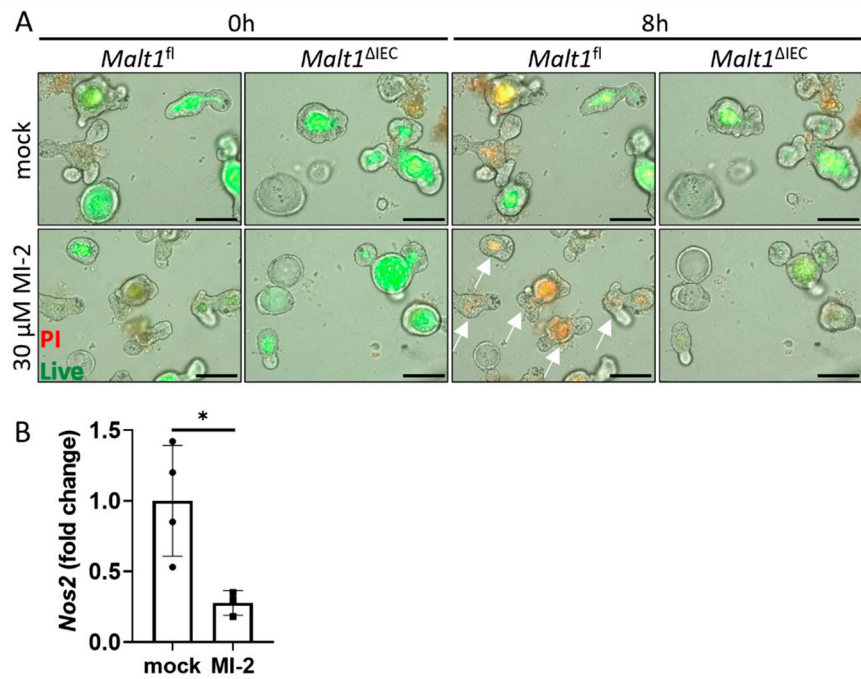 A
0h
8h
Malt1fl
Malt1ΔIEC
Malt1fl
Malt1ΔIEC
mock
30 µM MI-2
PI
Live
B
*
Nos2 (fold change)
1.5
1.0
0.5
0.0
mock MI-2